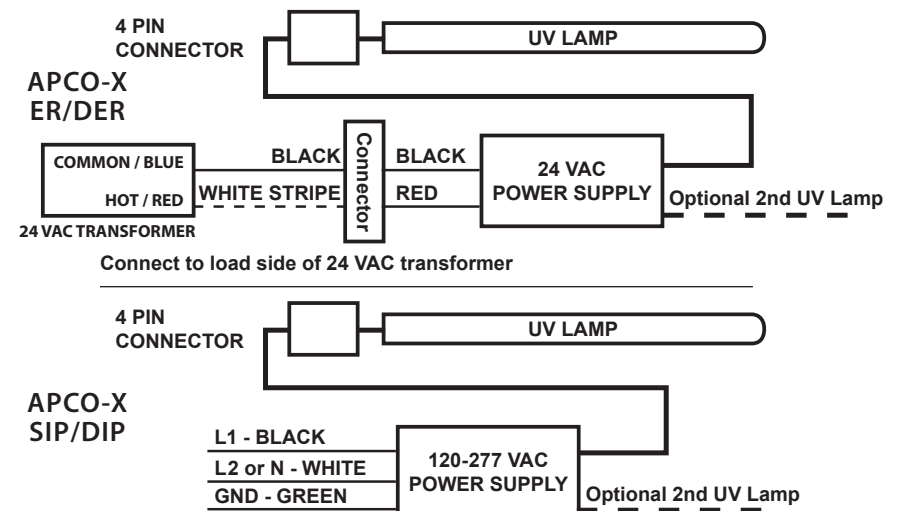 4 PIN
CONNECTOR
UV LAMP
APCO-X
ER/DER
COMMON / BLUE
HOT / RED
24 VAC TRANSFORMER
BLACK
WHITE STRIPE
Connector
BLACK
RED
24 VAC
POWER SUPPLY
Optional 2nd UV Lamp
Connect to load side of 24 VAC transformer
4 PIN
CONNECTOR
UV LAMP
APCO-X
SIP/DIP
L1 - BLACK
L2 or N - WHITE
GND - GREEN
120-277 VAC
POWER SUPPLY
Optional 2nd UV Lamp